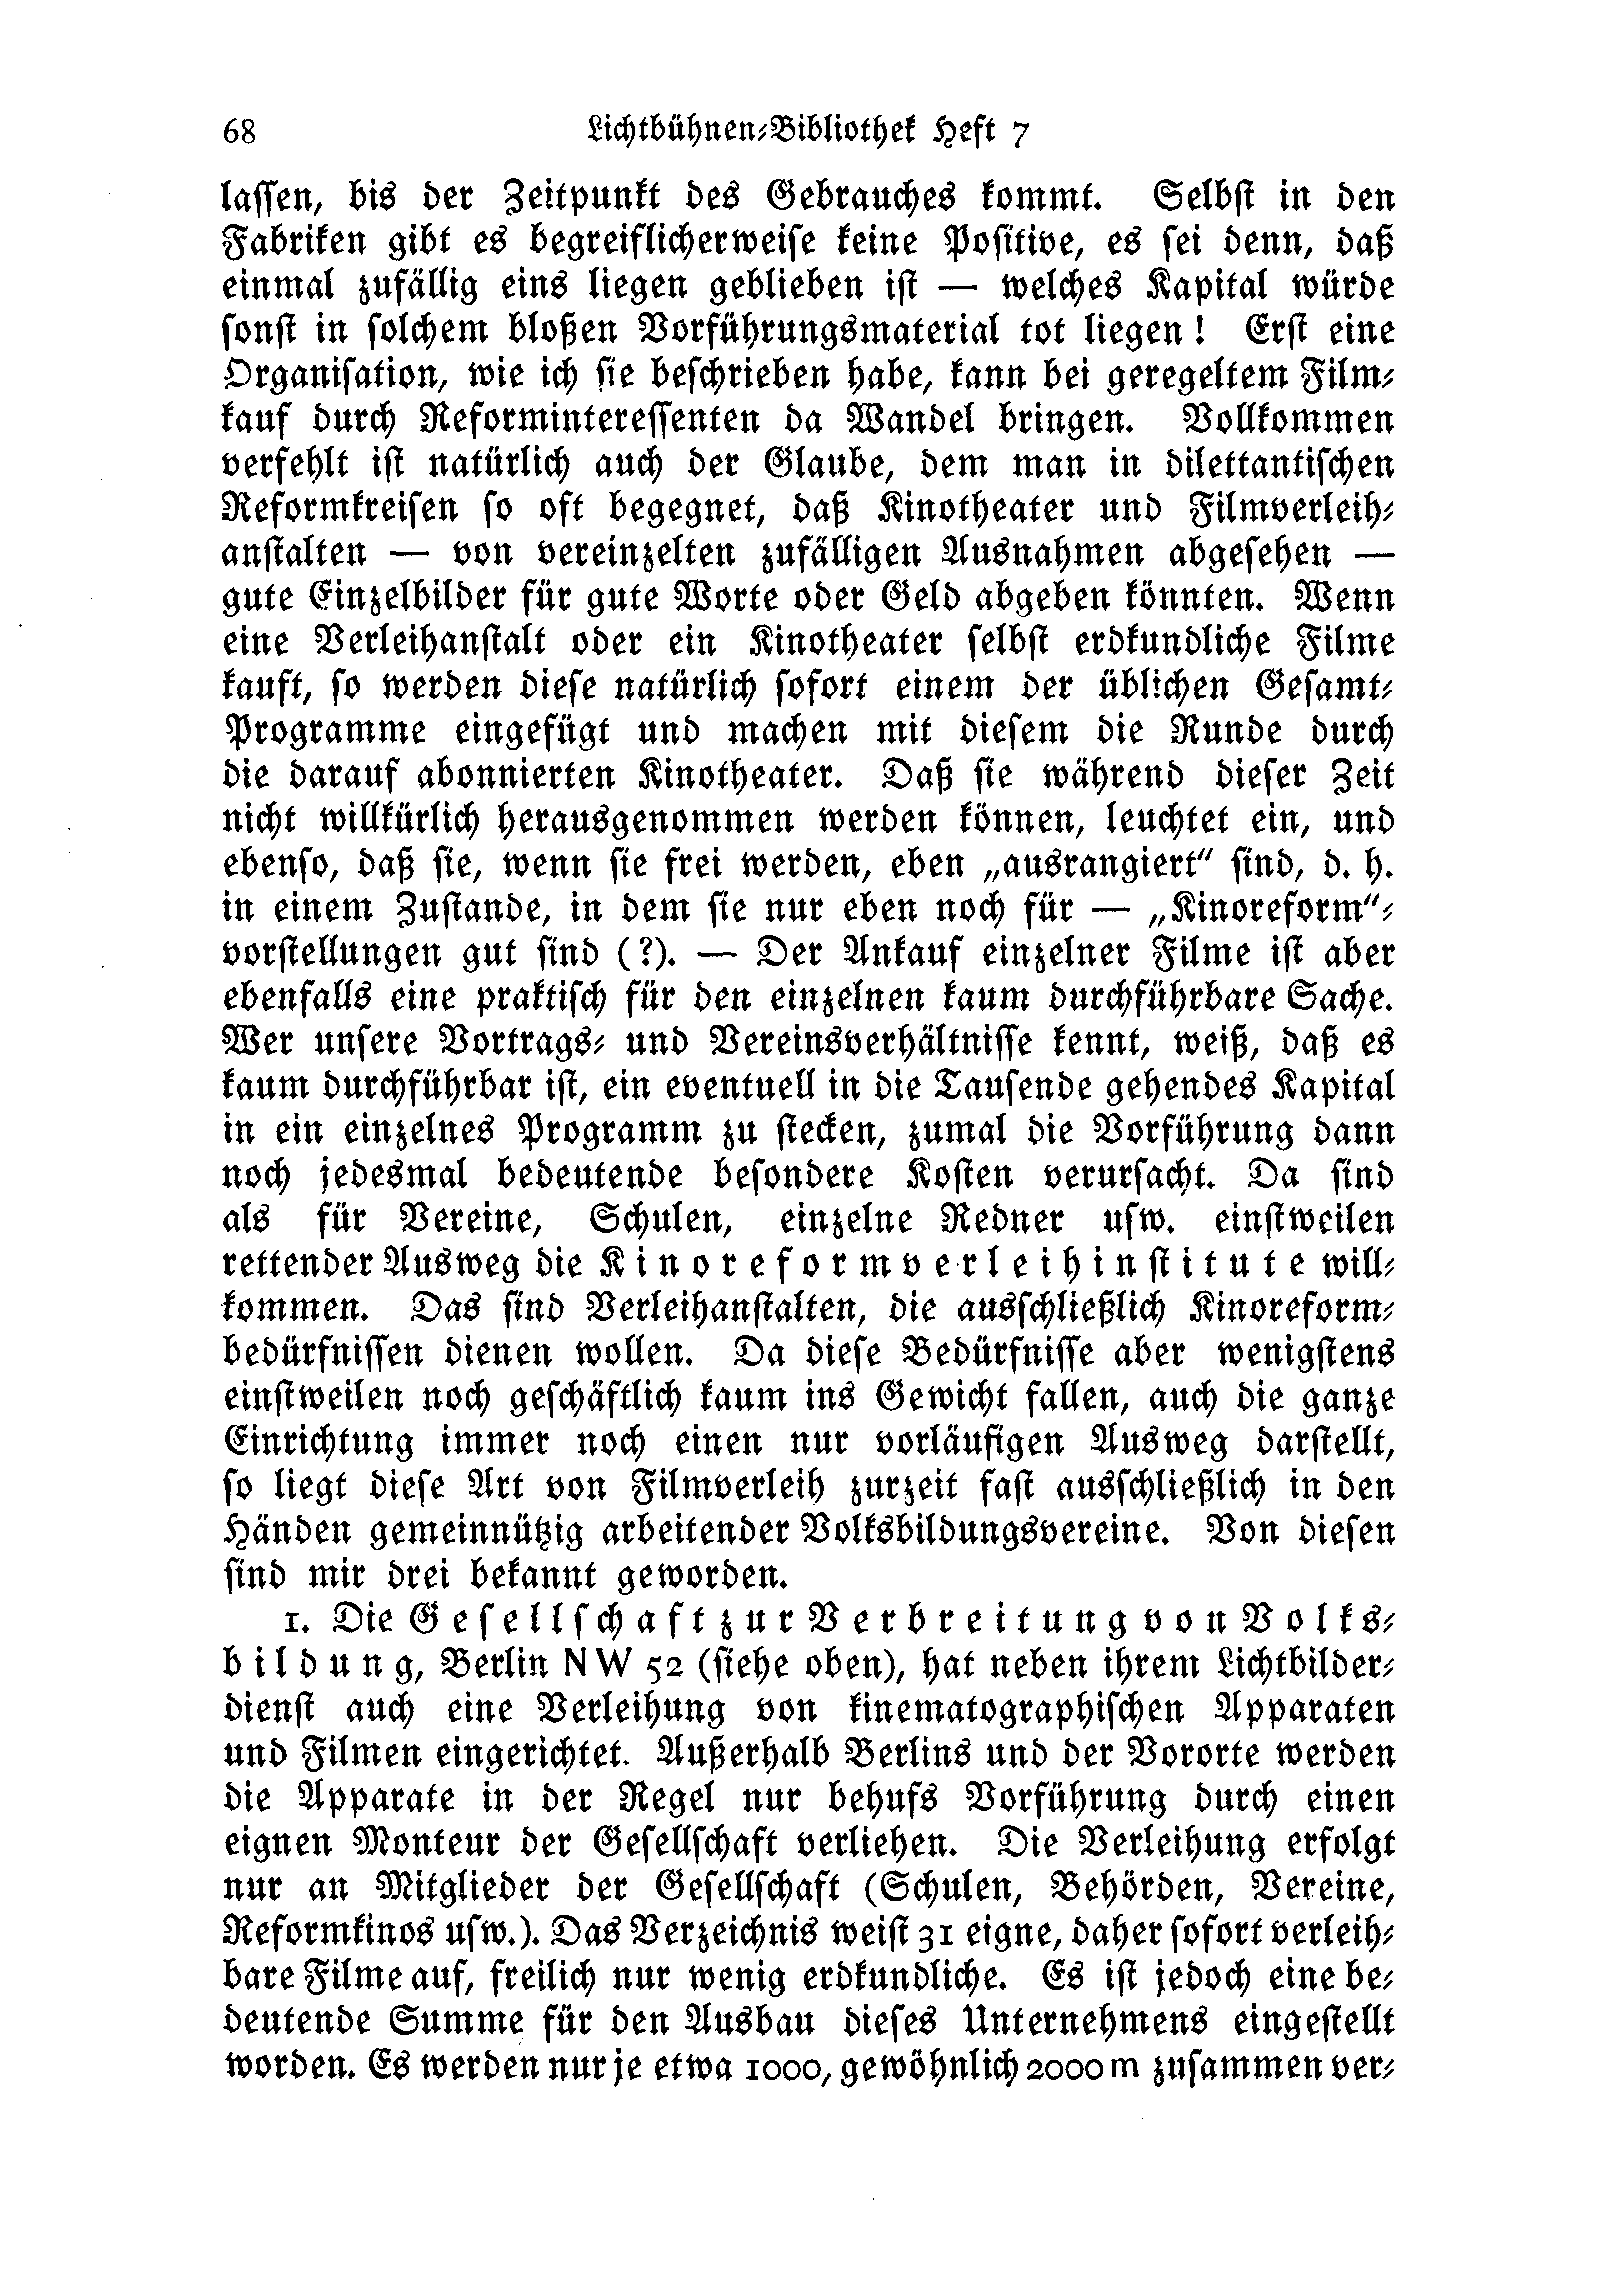 68 Lichtbühnen-Bibliothek Heft 7
lassen, bis der Zeitpunkt des Gebrauches kommt. Selbst in den
Fabriken gibt es begreiflicherweise keine Positive, es sei denn, daß
einmal zufällig eins liegen geblieben ist — welches Kapital würde
sonst in solchem bloßen Vorführungsmaterial tot liegen! Erst eine
Organisation, wie ich sie beschrieben habe, kann bei geregeltem Film-
kauf durch Reforminteressenten da Wandel bringen. Vollkommen
verfehlt ist natürlich auch der Glaube, dem man in dilettantischen
Reformkreisen so oft begegnet, daß Kinotheater und Filmverleih-
anstalten — von vereinzelten zufälligen Ausnahmen abgesehen —
gute Einzelbilder für gute Worte oder Geld abgeben könnten. Wenn
eine Verleihanstalt oder ein Kinotheater selbst erdkundliche Filme
kauft, so werden diese natürlich sofort einem der üblichen Gesamt-
Programme eingefügt und machen mit diesem die Runde durch
die darauf abonnierten Kinotheater. Daß sie während dieser Zeit
nicht willkürlich herausgenommen werden können, leuchtet ein, und
ebenso, daß sie, wenn sie frei werden, eben „ausrangiert“ sind, d. h.
in einem Zustande, in dem sie nur eben noch für — „Kinoreform“-
vorstellungen gut sind (?). — Der Ankauf einzelner Filme ist aber
ebenfalls eine praktisch für den einzelnen kaum durchführbare Sache.
Wer unsere Vortrags- und Vereinsverhältnisse kennt, weiß, daß es
kaum durchführbar ist, ein eventuell in die Tausende gehendes Kapital
in ein einzelnes Programm zu stecken, zumal die Vorführung dann
noch jedesmal bedeutende besondere Kosten verursacht. Da sind
als für Vereine, Schulen, einzelne Redner usw. einstweilen
rettender Ausweg die Kinoreformverleihinstitute will-
kommen. Das sind Verleihanstalten, die ausschließlich Kinoreform-
bedürfnissen dienen wollen. Da diese Bedürfnisse aber wenigstens
einstweilen noch geschäftlich kaum ins Gewicht fallen, auch die ganze
Einrichtung immer noch einen nur vorläufigen Ausweg darstellt,
so liegt diese Art von Filmverleih zurzeit fast ausschließlich in den
Händen gemeinnützig arbeitender Volksbildungsvereine. Von diesen
sind mir drei bekannt geworden.
1. Die Gesellschaft zur Verbreitung von Volks-
bildung, Berlin NW 52 (siehe oben), hat neben ihrem Lichtbilder-
dienst auch eine Verleihung von kinematographischen Apparaten
und Filmen eingerichtet. Außerhalb Berlins und der Vororte werden
die Apparate in der Regel nur behufs Vorführung durch einen
eignen Monteur der Gesellschaft verliehen. Die Verleihung erfolgt
nur an Mitglieder der Gesellschaft (Schulen, Behörden, Vereine,
Reformkinos usw.). Das Verzeichnis weist 31 eigne, daher sofort verleih-
bare Filme auf, freilich nur wenig erdkundliche. Es ist jedoch eine be-
deutende Summe für den Ausbau dieses Unternehmens eingestellt
worden. Es werden nur je etwa 1000, gewöhnlich 2000 m zusammen ver-